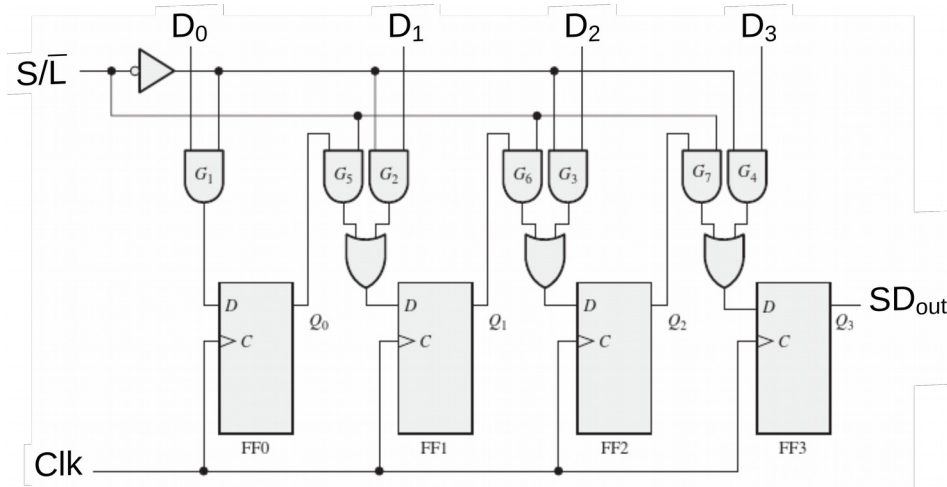 D₀ D₁ D₂ D₃
S/L̅
G₁ G₅ G₂ G₆ G₃ G₇ G₄
D D D D SDout
Q₀ Q₁ Q₂ Q₃
C C C C
FF0 FF1 FF2 FF3
Clk